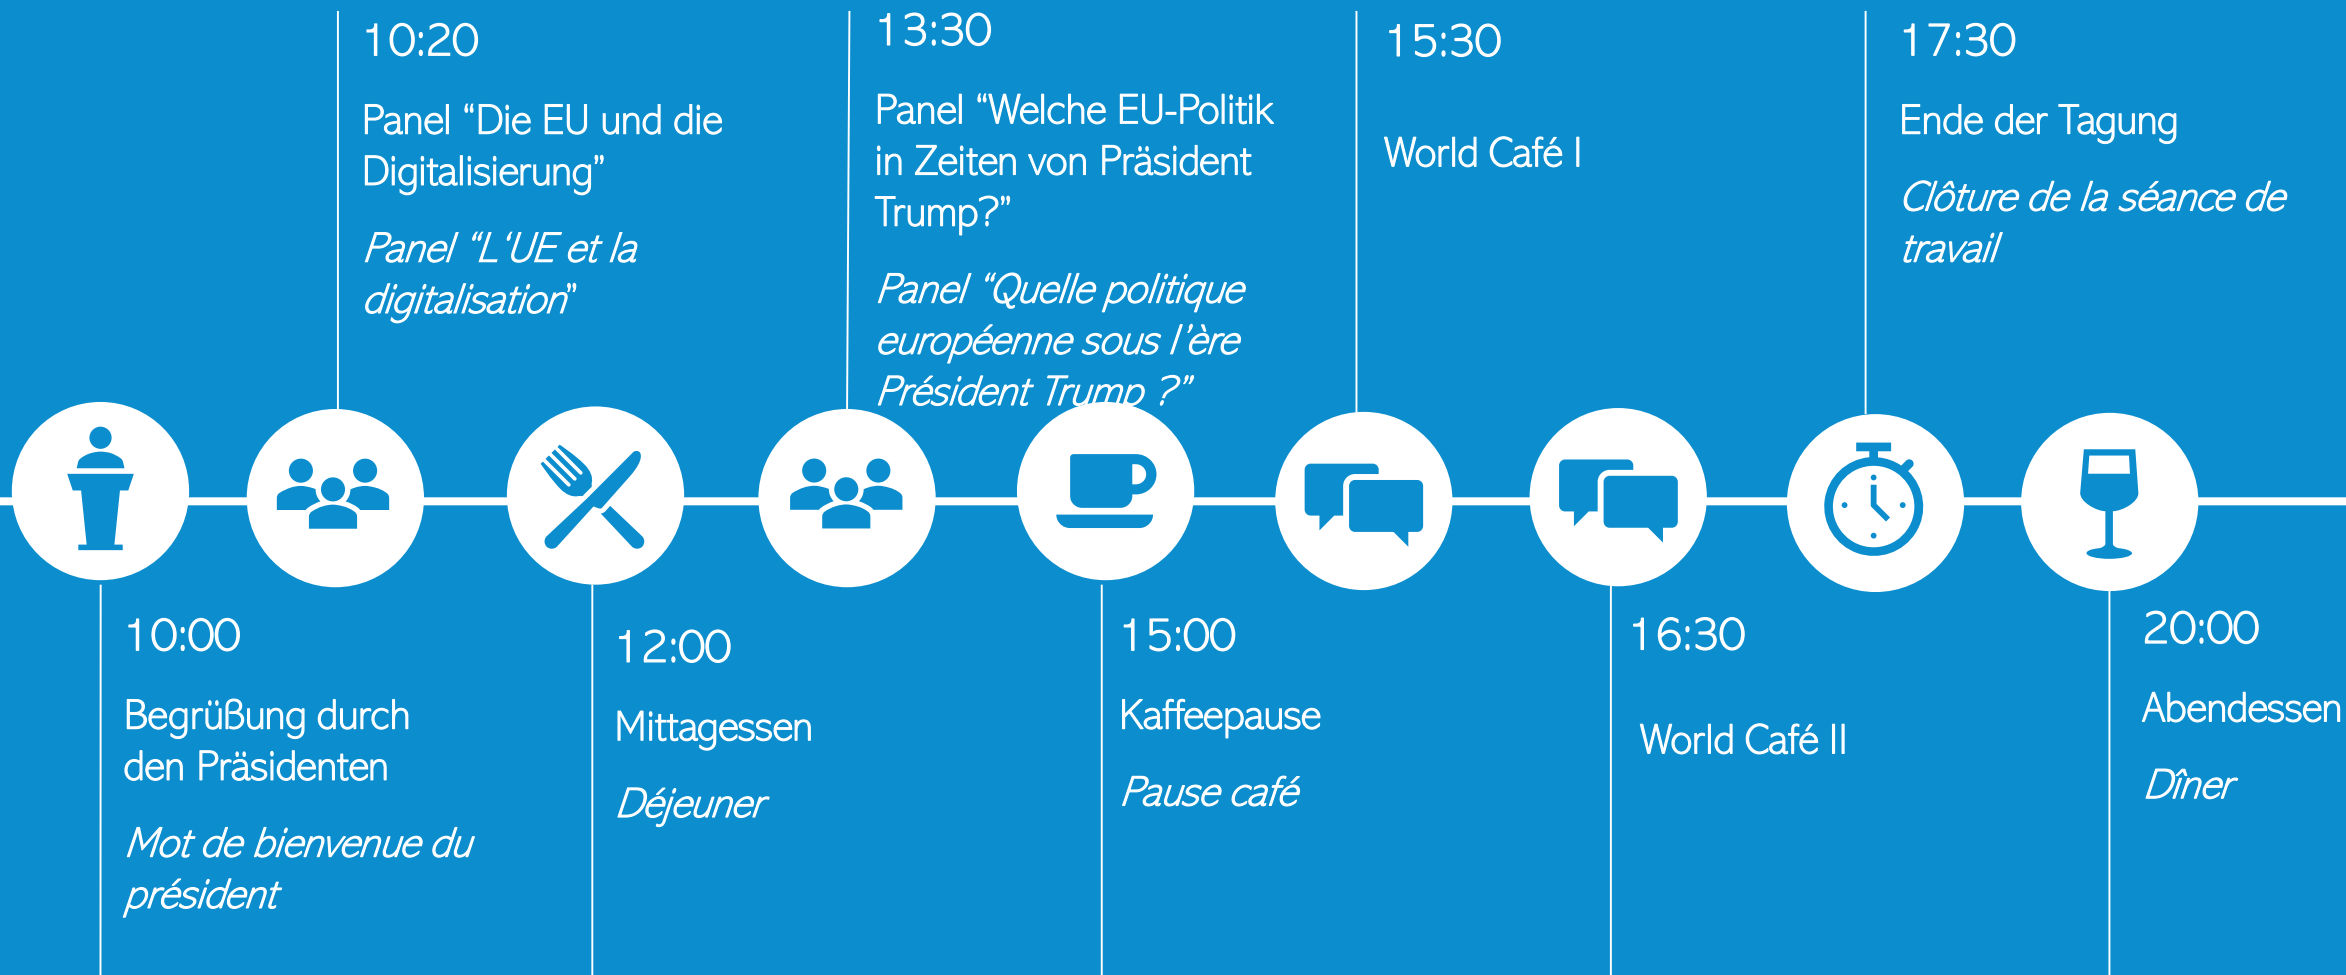 10:20
Panel “Die EU und die
Digitalisierung”
Panel “L‘UE et la
digitalisation”
13:30
Panel “Welche EU-Politik
in Zeiten von Präsident
Trump?”
Panel “Quelle politique
européenne sous l’ère
Président Trump ?”
15:30
World Café I
17:30
Ende der Tagung
Clôture de la séance de
travail
10:00
Begrüßung durch
den Präsidenten
Mot de bienvenue du
président
12:00
Mittagessen
Déjeuner
15:00
Kaffeepause
Pause café
16:30
World Café II
20:00
Abendessen
Dîner